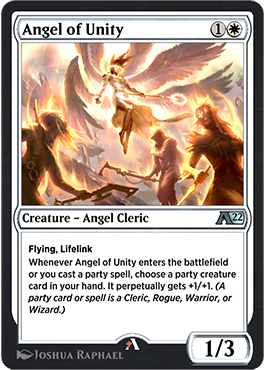 Angel of Unity 1
Creature – Angel Cleric A22
Flying, Lifelink
Whenever Angel of Unity enters the battlefield
or you cast a party spell, choose a party creature
card in your hand. It perpetually gets +1/+1. (A
party card or spell is a Cleric, Rogue, Warrior, or
Wizard.)
Joshua Raphael
1/3